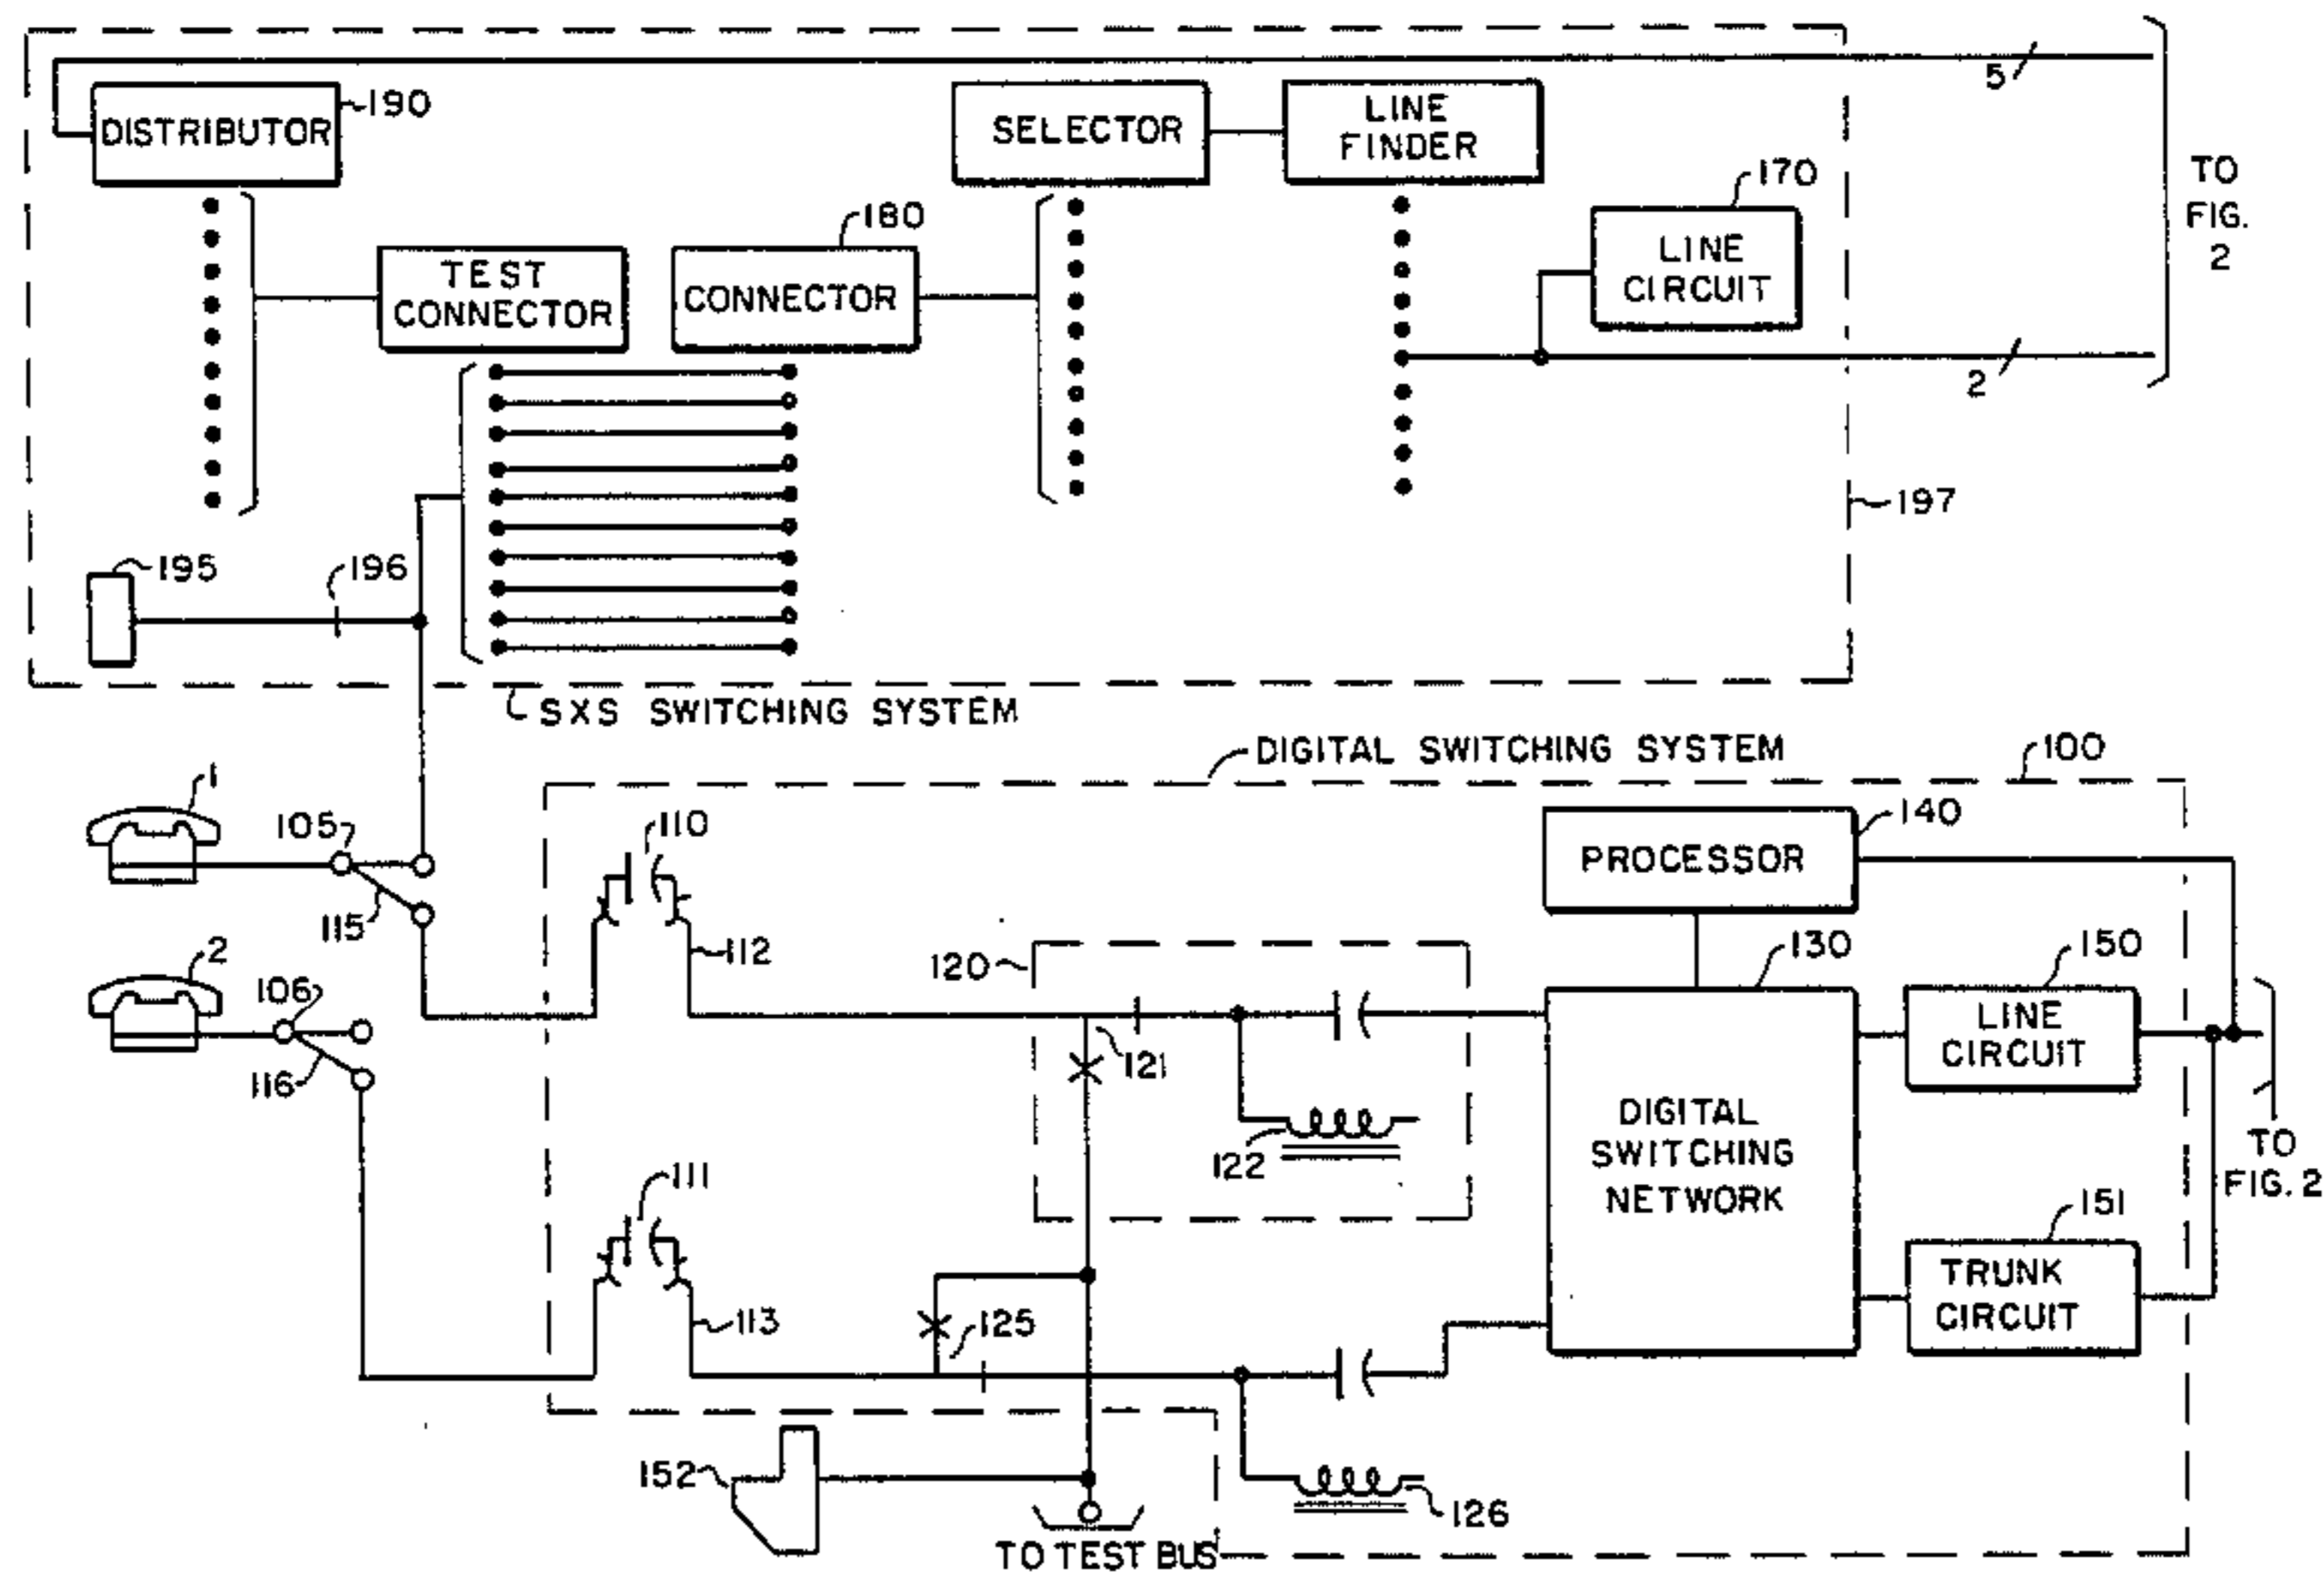 5
190
DISTRIBUTOR
SELECTOR
LINE
FINDER
TO
FIG.
2
170
LINE
CIRCUIT
180
TEST
CONNECTOR
CONNECTOR
2
197
195
196
SXS SWITCHING SYSTEM
DIGITAL SWITCHING SYSTEM
100
1
105
110
140
PROCESSOR
115
112
2
120
130
150
106
LINE
CIRCUIT
121
116
DIGITAL
SWITCHING
NETWORK
122
111
TO
FIG. 2
151
TRUNK
CIRCUIT
113
125
152
126
TO TEST BUS